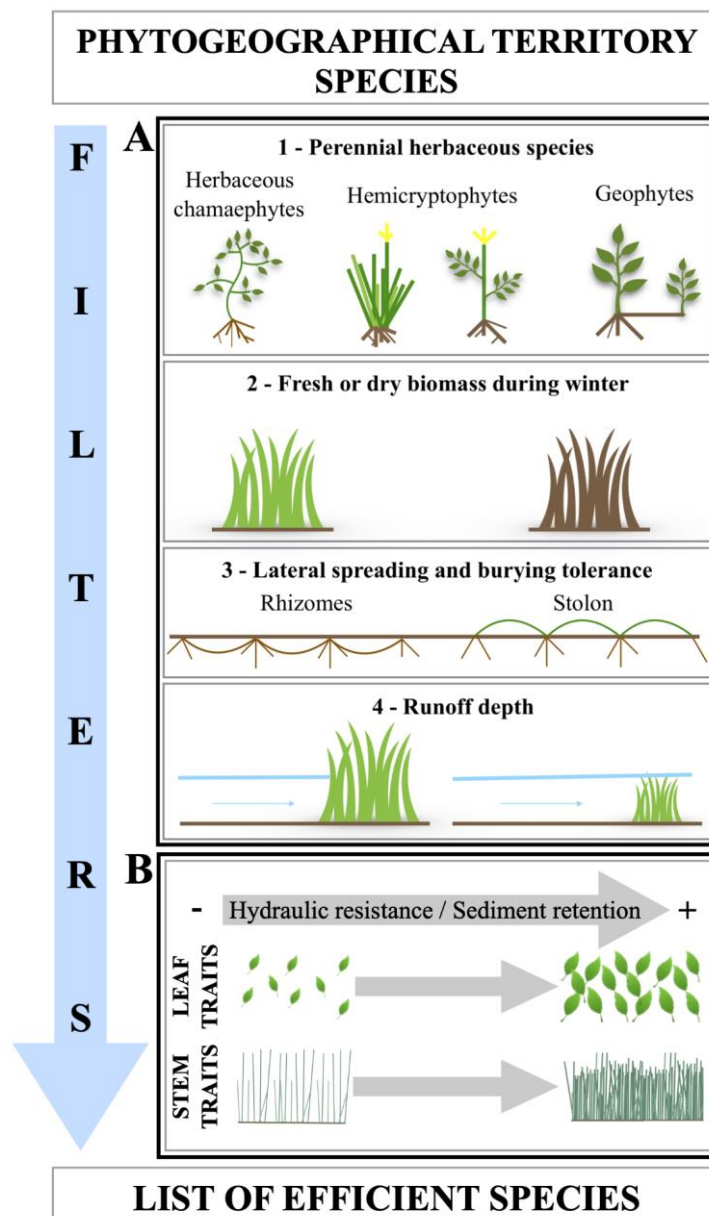 PHYTOGEOGRAPHICAL TERRITORY
SPECIES
F
I
L
T
E
R
S
A
1 - Perennial herbaceous species
Herbaceous
chamaephytes
Hemicryptophytes
Geophytes
2 - Fresh or dry biomass during winter
3 - Lateral spreading and burying tolerance
Rhizomes
Stolon
4 - Runoff depth
B
- Hydraulic resistance / Sediment retention +
LEAF
TRAITS
STEM
TRAITS
LIST OF EFFICIENT SPECIES